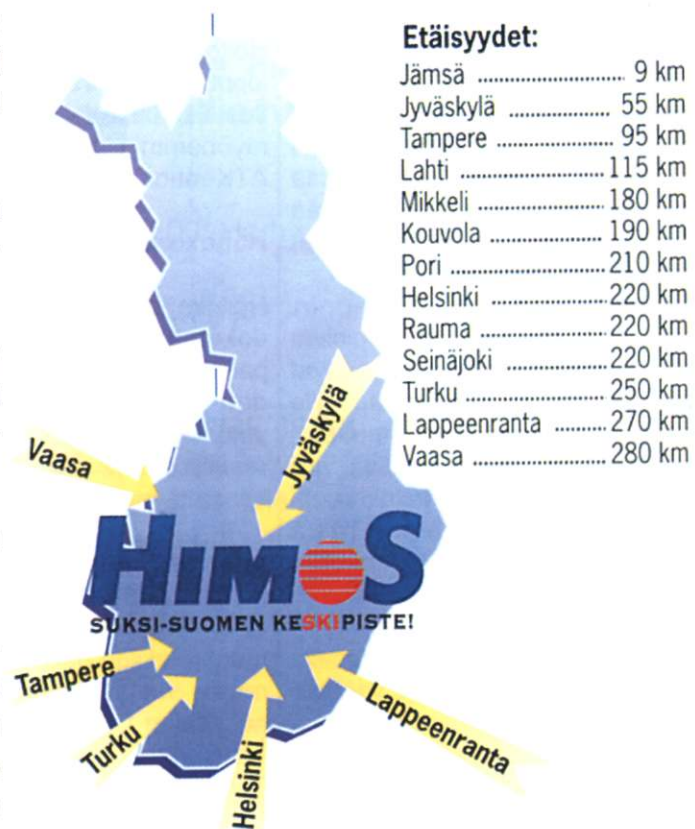 Etäisyydet:
Jämsä ............................ 9 km
Jyväskylä ...................... 55 km
Tampere ....................... 95 km
Lahti ............................ 115 km
Mikkeli ......................... 180 km
Kouvola ....................... 190 km
Pori .............................. 210 km
Helsinki ....................... 220 km
Rauma ........................ 220 km
Seinäjoki ..................... 220 km
Turku .......................... 250 km
Lappeenranta ......... 270 km
Vaasa ......................... 280 km
Jyväskylä
Vaasa
HIMOS
SUKSI-SUOMEN KESKIPISTE!
Tampere
Turku
Helsinki
Lappeenranta